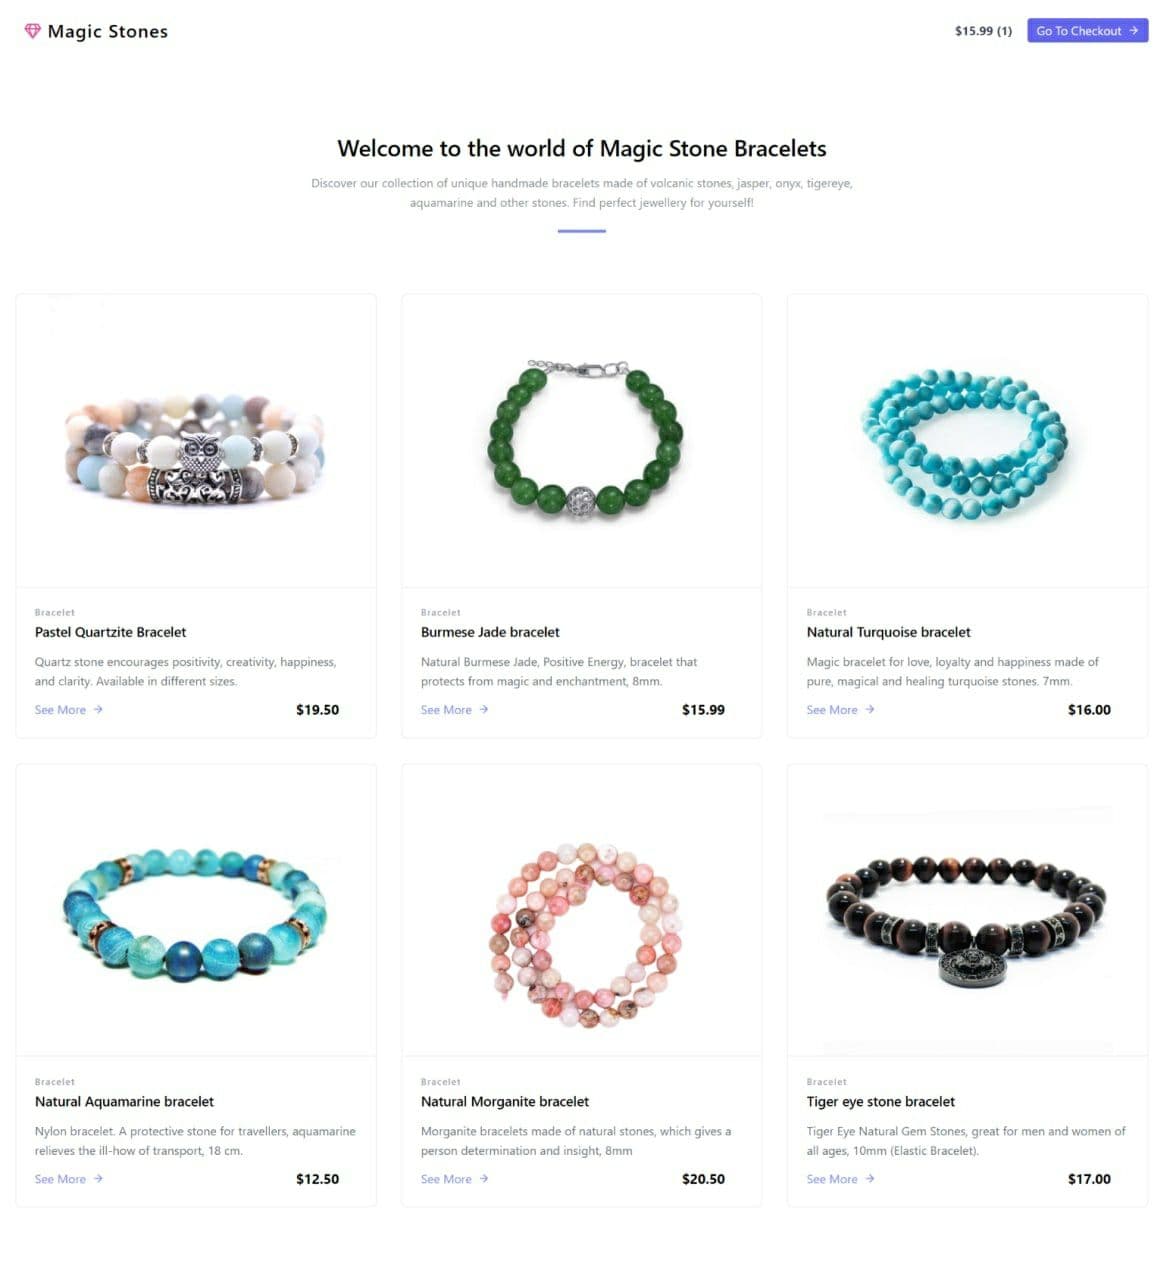 Magic Stones
$15.99 (1)
Go To Checkout
Welcome to the world of Magic Stone Bracelets
Discover our collection of unique handmade bracelets made of volcanic stones, jasper, onyx, tigereye,
aquamarine and other stones. Find perfect jewellery for yourself!
Bracelet
Pastel Quartzite Bracelet
Quartz stone encourages positivity, creativity, happiness,
and clarity. Available in different sizes.
See More
$19.50
Bracelet
Burmese Jade bracelet
Natural Burmese Jade, Positive Energy, bracelet that
protects from magic and enchantment, 8mm.
See More
$15.99
Bracelet
Natural Turquoise bracelet
Magic bracelet for love, loyalty and happiness made of
pure, magical and healing turquoise stones. 7mm.
See More
$16.00
Bracelet
Natural Aquamarine bracelet
Nylon bracelet. A protective stone for travellers, aquamarine
relieves the ill-how of transport, 18 cm.
See More
$12.50
Bracelet
Natural Morganite bracelet
Morganite bracelets made of natural stones, which gives a
person determination and insight, 8mm
See More
$20.50
Bracelet
Tiger eye stone bracelet
Tiger Eye Natural Gem Stones, great for men and women of
all ages, 10mm (Elastic Bracelet).
See More
$17.00